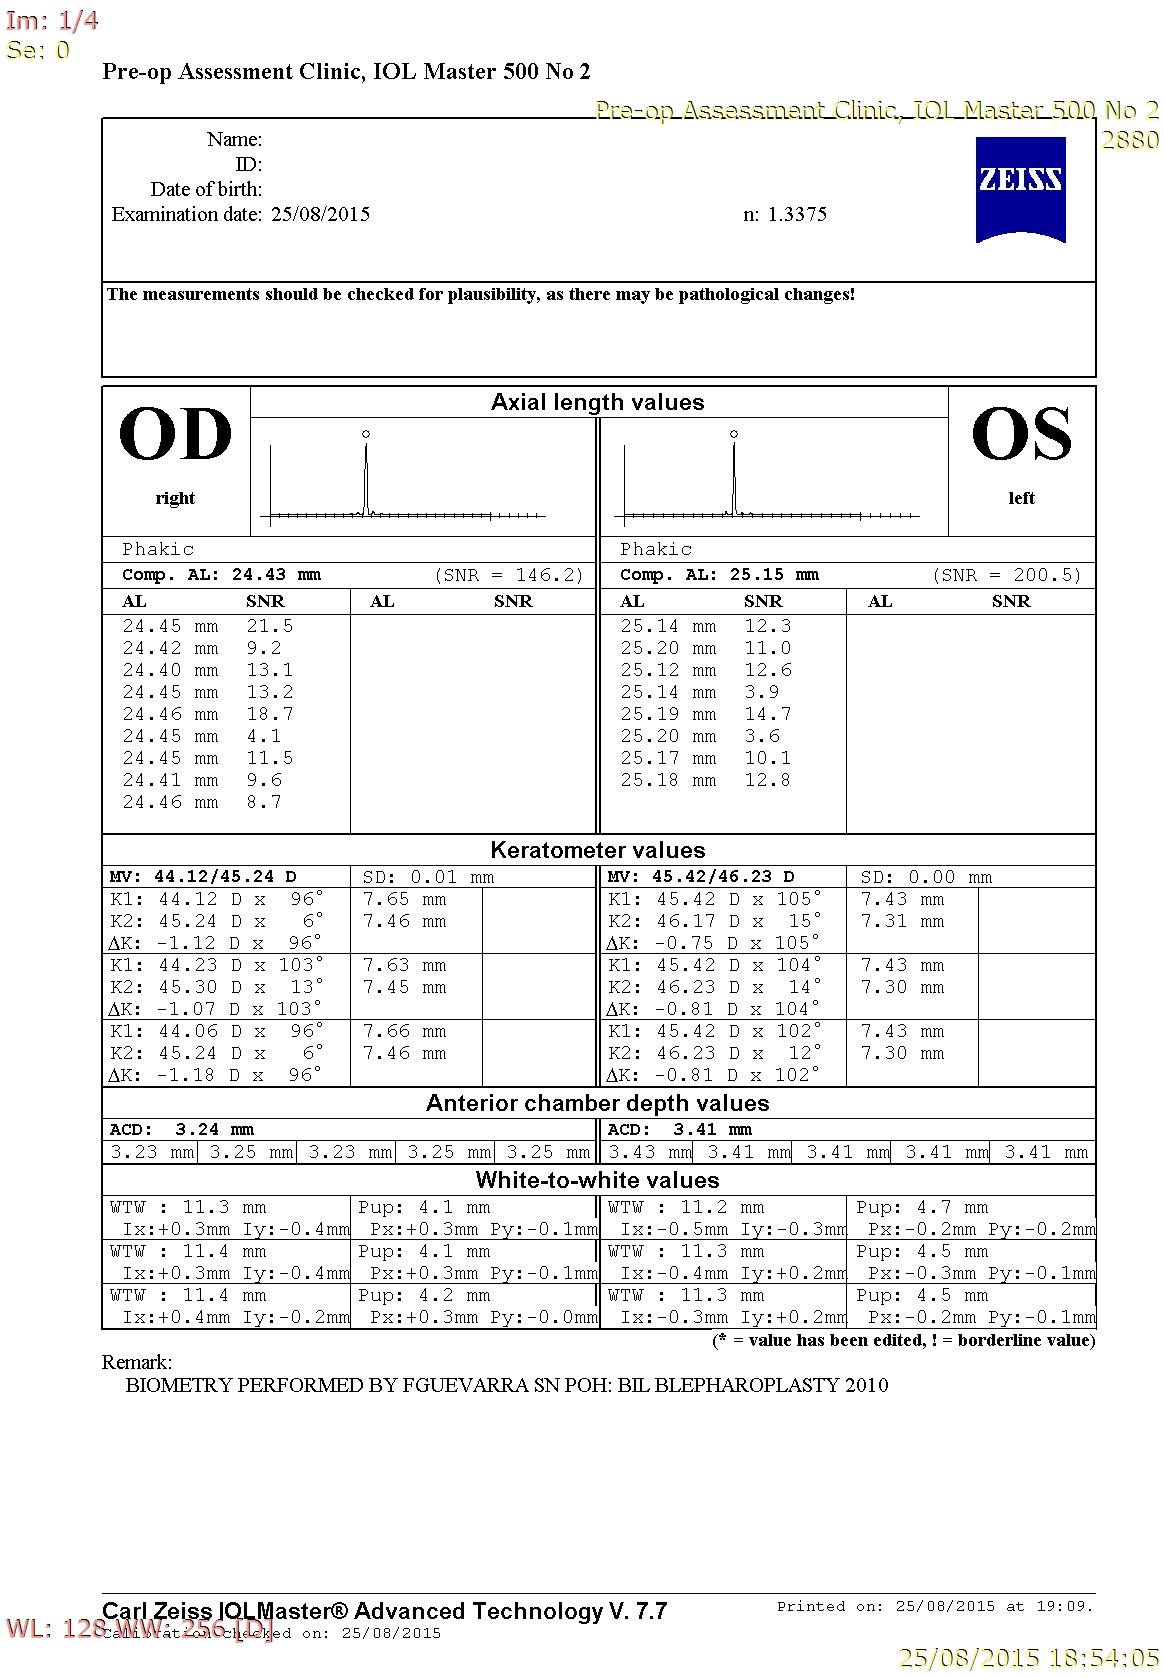 Im: 1/4
Se: 0
Pre-op Assessment Clinic, IOL Master 500 No 2
Pre-op Assessment Clinic, IOL Master 500 No 2
2880
Name:
ID:
Date of birth:
Examination date: 25/08/2015 n: 1.3375
ZEISS
The measurements should be checked for plausibility, as there may be pathological changes!
OD
right
Axial length values
OS
left
Phakic Phakic
Comp. AL: 24.43 mm (SNR = 146.2) Comp. AL: 25.15 mm (SNR = 200.5)
AL SNR AL SNR AL SNR AL SNR
24.45 mm 21.5 25.14 mm 12.3
24.42 mm 9.2 25.20 mm 11.0
24.40 mm 13.1 25.12 mm 12.6
24.45 mm 13.2 25.14 mm 3.9
24.46 mm 18.7 25.19 mm 14.7
24.45 mm 4.1 25.20 mm 3.6
24.45 mm 11.5 25.17 mm 10.1
24.41 mm 9.6 25.18 mm 12.8
24.46 mm 8.7
Keratometer values
MV: 44.12/45.24 D SD: 0.01 mm MV: 45.42/46.23 D SD: 0.00 mm
K1: 44.12 D x 96° 7.65 mm K1: 45.42 D x 105° 7.43 mm
K2: 45.24 D x 6° 7.46 mm K2: 46.17 D x 15° 7.31 mm
ΔK: -1.12 D x 96° ΔK: -0.75 D x 105°
K1: 44.23 D x 103° 7.63 mm K1: 45.42 D x 104° 7.43 mm
K2: 45.30 D x 13° 7.45 mm K2: 46.23 D x 14° 7.30 mm
ΔK: -1.07 D x 103° ΔK: -0.81 D x 104°
K1: 44.06 D x 96° 7.66 mm K1: 45.42 D x 102° 7.43 mm
K2: 45.24 D x 6° 7.46 mm K2: 46.23 D x 12° 7.30 mm
ΔK: -1.18 D x 96° ΔK: -0.81 D x 102°
Anterior chamber depth values
ACD: 3.24 mm ACD: 3.41 mm
3.23 mm 3.25 mm 3.23 mm 3.25 mm 3.25 mm 3.43 mm 3.41 mm 3.41 mm 3.41 mm 3.41 mm
White-to-white values
WTW : 11.3 mm Pup: 4.1 mm WTW : 11.2 mm Pup: 4.7 mm
Ix:+0.3mm Iy:-0.4mm Px:+0.3mm Py:-0.1mm Ix:-0.5mm Iy:-0.3mm Px:-0.2mm Py:-0.2mm
WTW : 11.4 mm Pup: 4.1 mm WTW : 11.3 mm Pup: 4.5 mm
Ix:+0.3mm Iy:-0.4mm Px:+0.3mm Py:-0.1mm Ix:-0.4mm Iy:+0.2mm Px:-0.3mm Py:-0.1mm
WTW : 11.4 mm Pup: 4.2 mm WTW : 11.3 mm Pup: 4.5 mm
Ix:+0.4mm Iy:-0.2mm Px:+0.3mm Py:-0.0mm Ix:-0.3mm Iy:+0.2mm Px:-0.2mm Py:-0.1mm
(* = value has been edited, ! = borderline value)
Remark:
BIOMETRY PERFORMED BY FGUEVARRA SN POH: BIL BLEPHAROPLASTY 2010
Carl Zeiss IOLMaster® Advanced Technology V. 7.7 Printed on: 25/08/2015 at 19:09.
WL: 128 WW: 256 [D]
Calibration checked on: 25/08/2015
25/08/2015 18:54:05